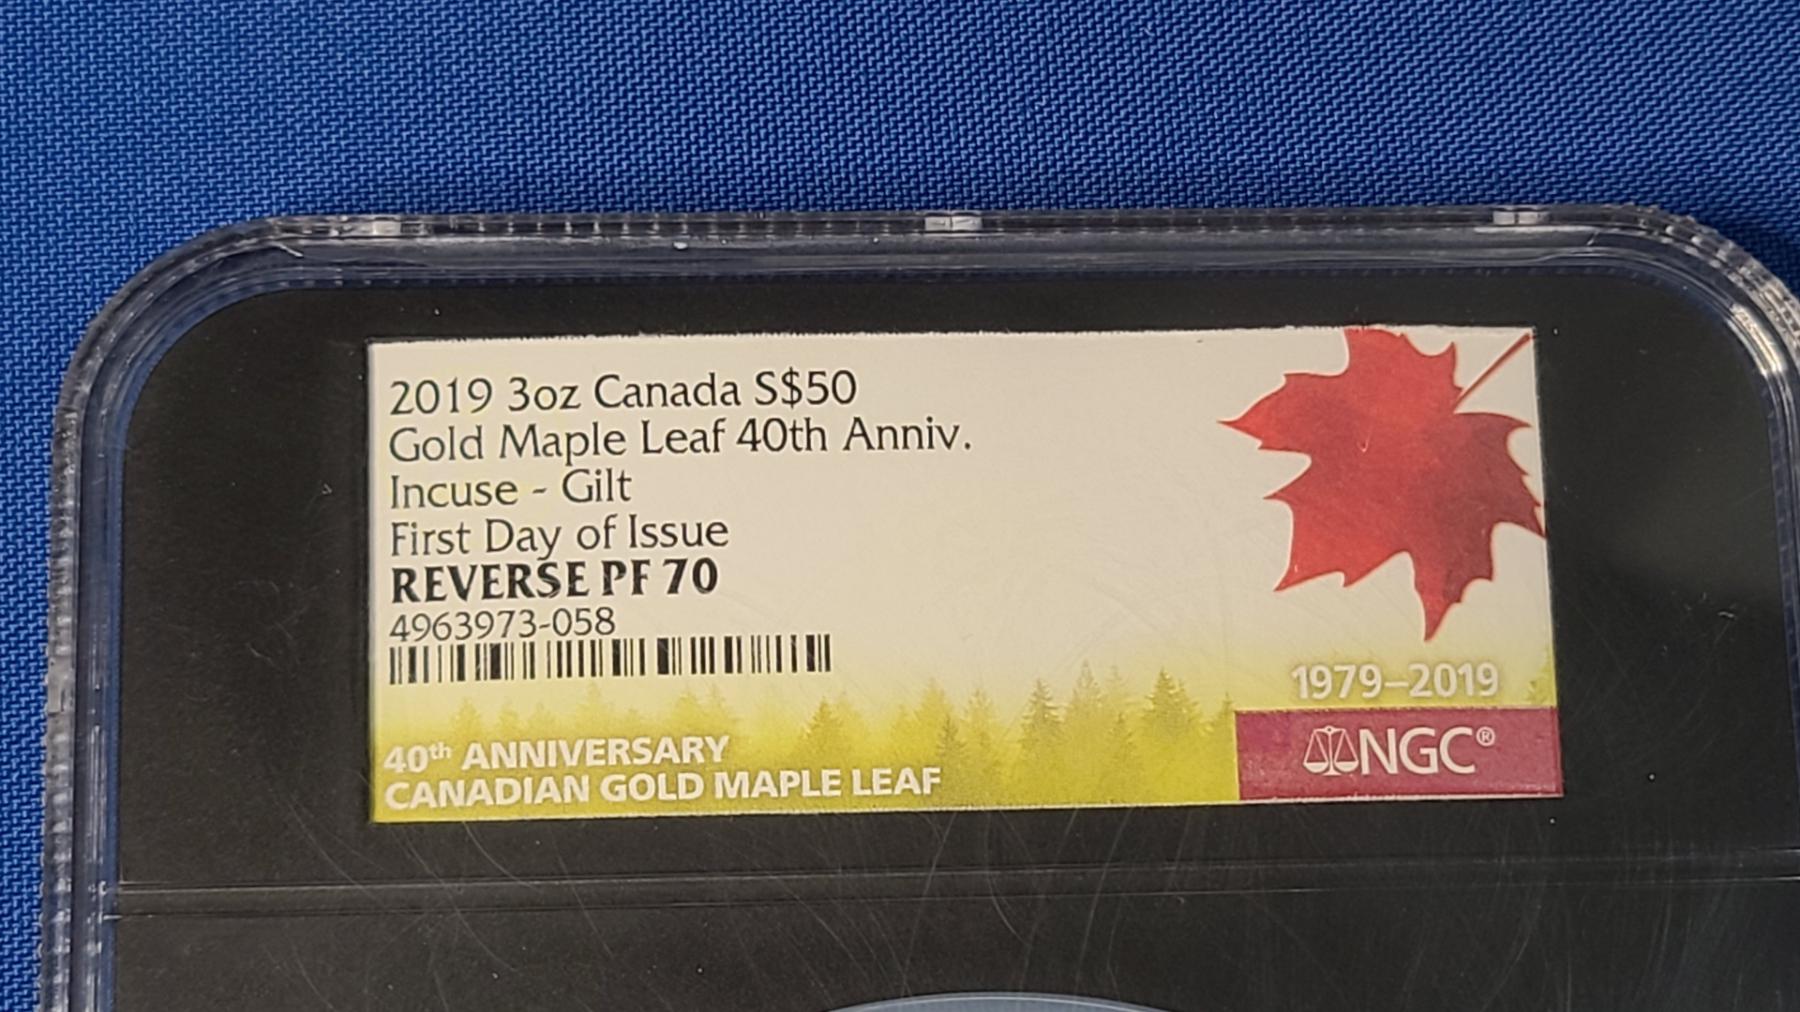 2019 3oz Canada S$50
Gold Maple Leaf 40th Anniv.
Incuse - Gilt
First Day of Issue
REVERSE PF 70
4963973-058
1979–2019
40th ANNIVERSARY
CANADIAN GOLD MAPLE LEAF
NGC®